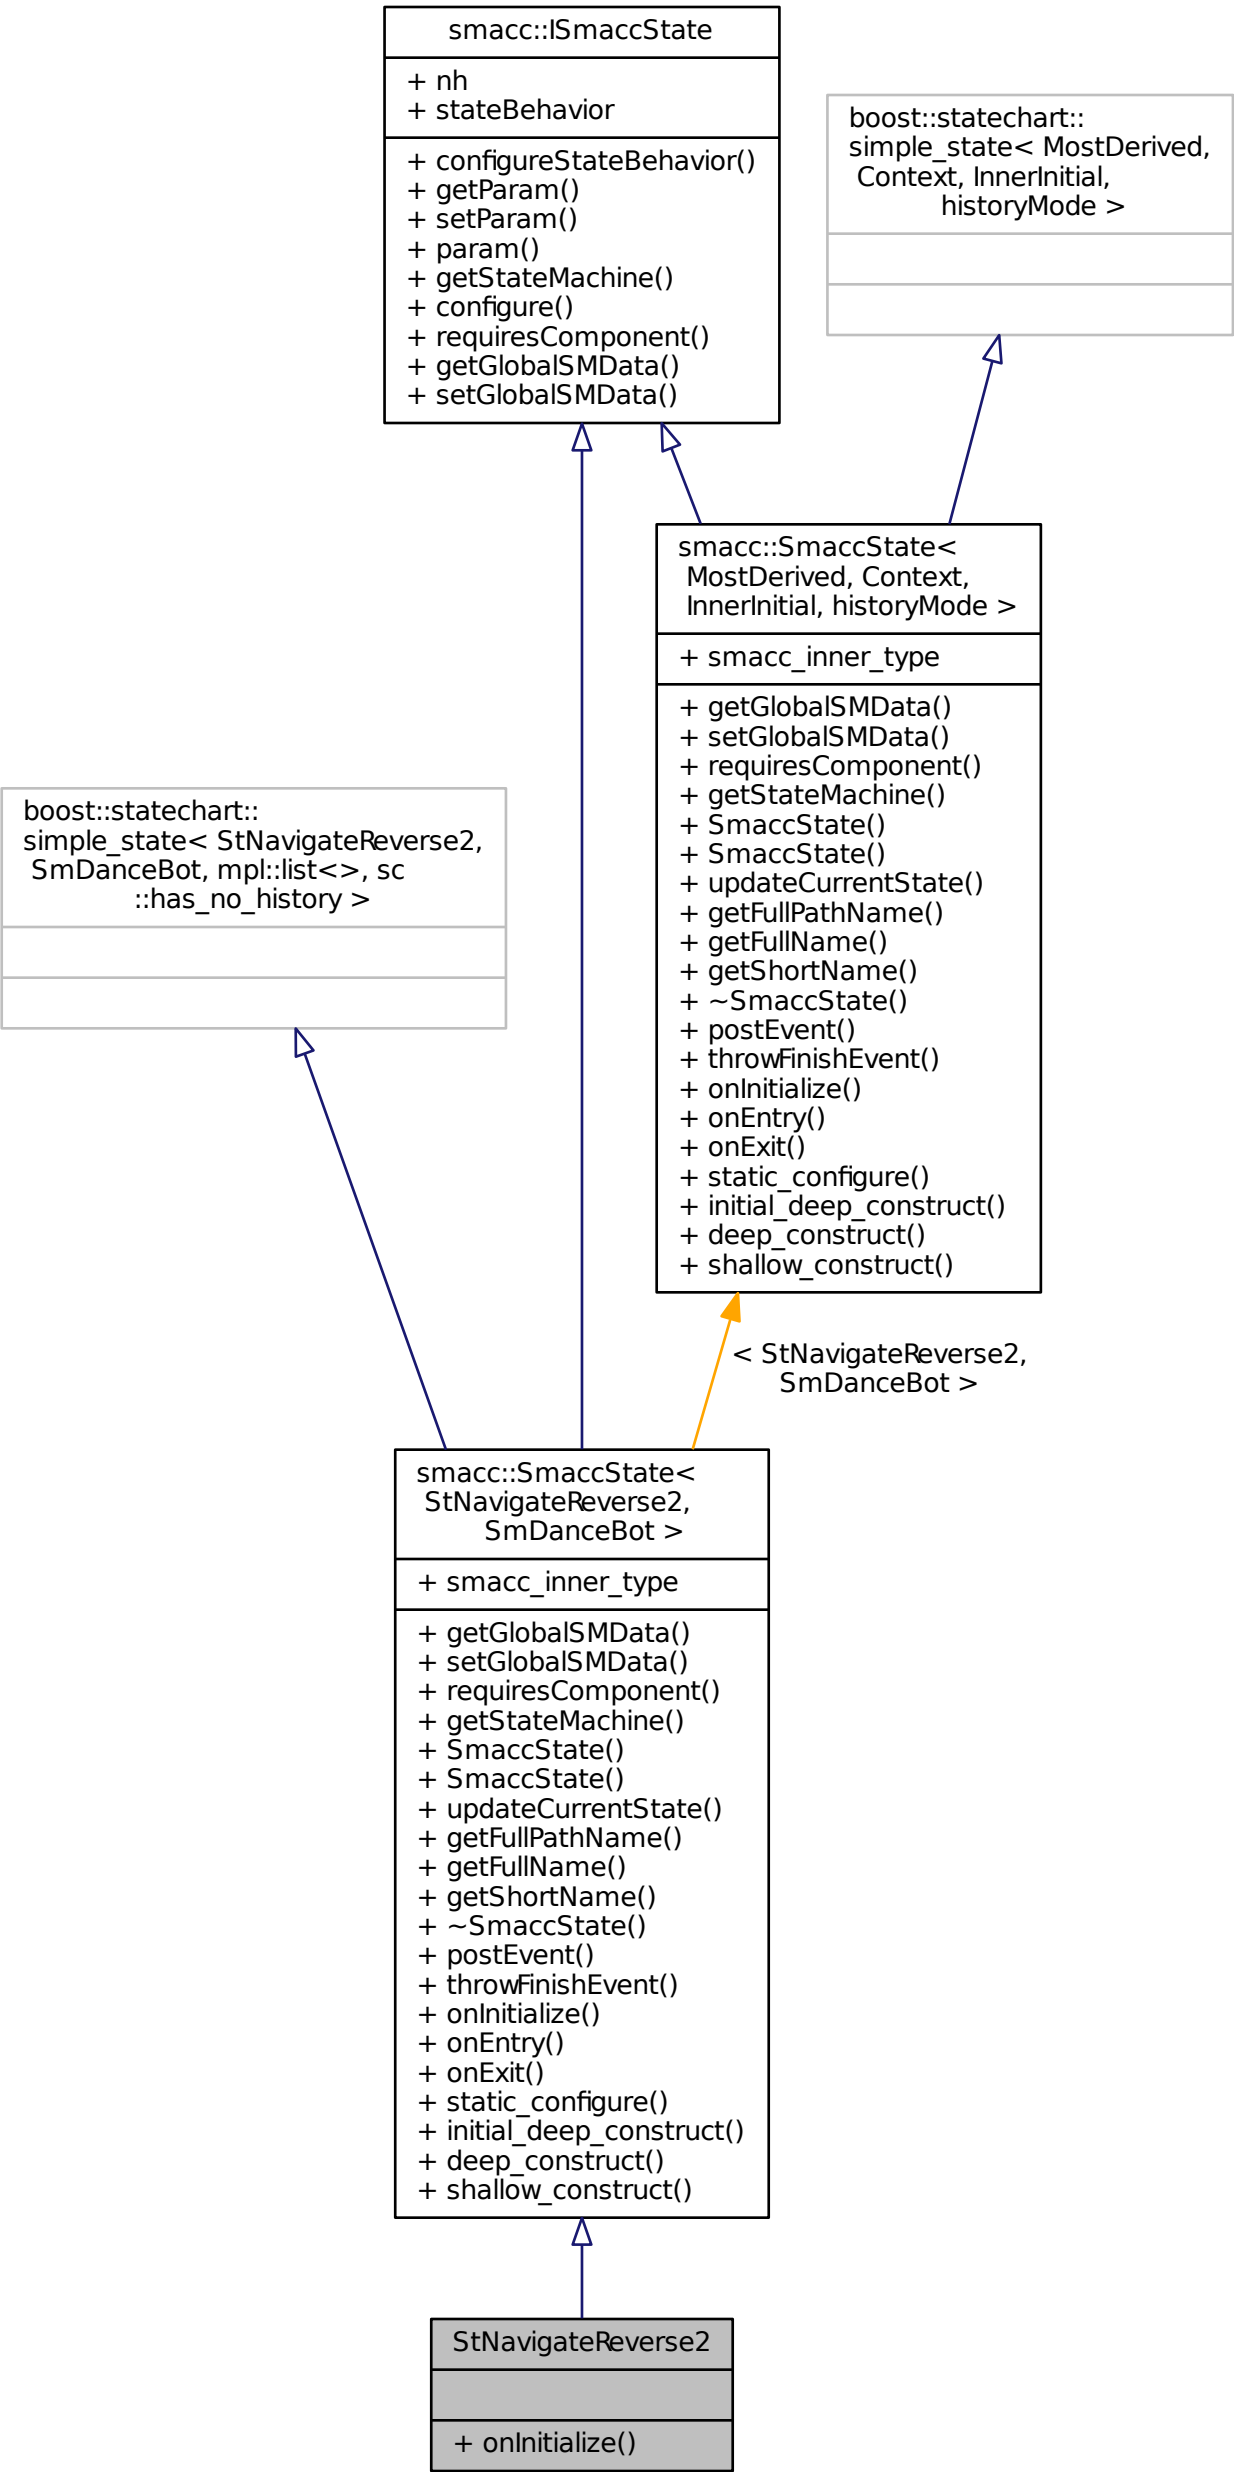 smacc::ISmaccState
+ nh
+ stateBehavior
+ configureStateBehavior()
+ getParam()
+ setParam()
+ param()
+ getStateMachine()
+ configure()
+ requiresComponent()
+ getGlobalSMData()
+ setGlobalSMData()
boost::statechart::
simple_state< MostDerived,
Context, InnerInitial,
historyMode >
smacc::SmaccState<
MostDerived, Context,
InnerInitial, historyMode >
+ smacc_inner_type
+ getGlobalSMData()
+ setGlobalSMData()
+ requiresComponent()
+ getStateMachine()
+ SmaccState()
+ SmaccState()
+ updateCurrentState()
+ getFullPathName()
+ getFullName()
+ getShortName()
+ ~SmaccState()
+ postEvent()
+ throwFinishEvent()
+ onInitialize()
+ onEntry()
+ onExit()
+ static_configure()
+ initial_deep_construct()
+ deep_construct()
+ shallow_construct()
boost::statechart::
simple_state< StNavigateReverse2,
SmDanceBot, mpl::list<>, sc
::has_no_history >
< StNavigateReverse2,
SmDanceBot >
smacc::SmaccState<
StNavigateReverse2,
SmDanceBot >
+ smacc_inner_type
+ getGlobalSMData()
+ setGlobalSMData()
+ requiresComponent()
+ getStateMachine()
+ SmaccState()
+ SmaccState()
+ updateCurrentState()
+ getFullPathName()
+ getFullName()
+ getShortName()
+ ~SmaccState()
+ postEvent()
+ throwFinishEvent()
+ onInitialize()
+ onEntry()
+ onExit()
+ static_configure()
+ initial_deep_construct()
+ deep_construct()
+ shallow_construct()
StNavigateReverse2
+ onInitialize()